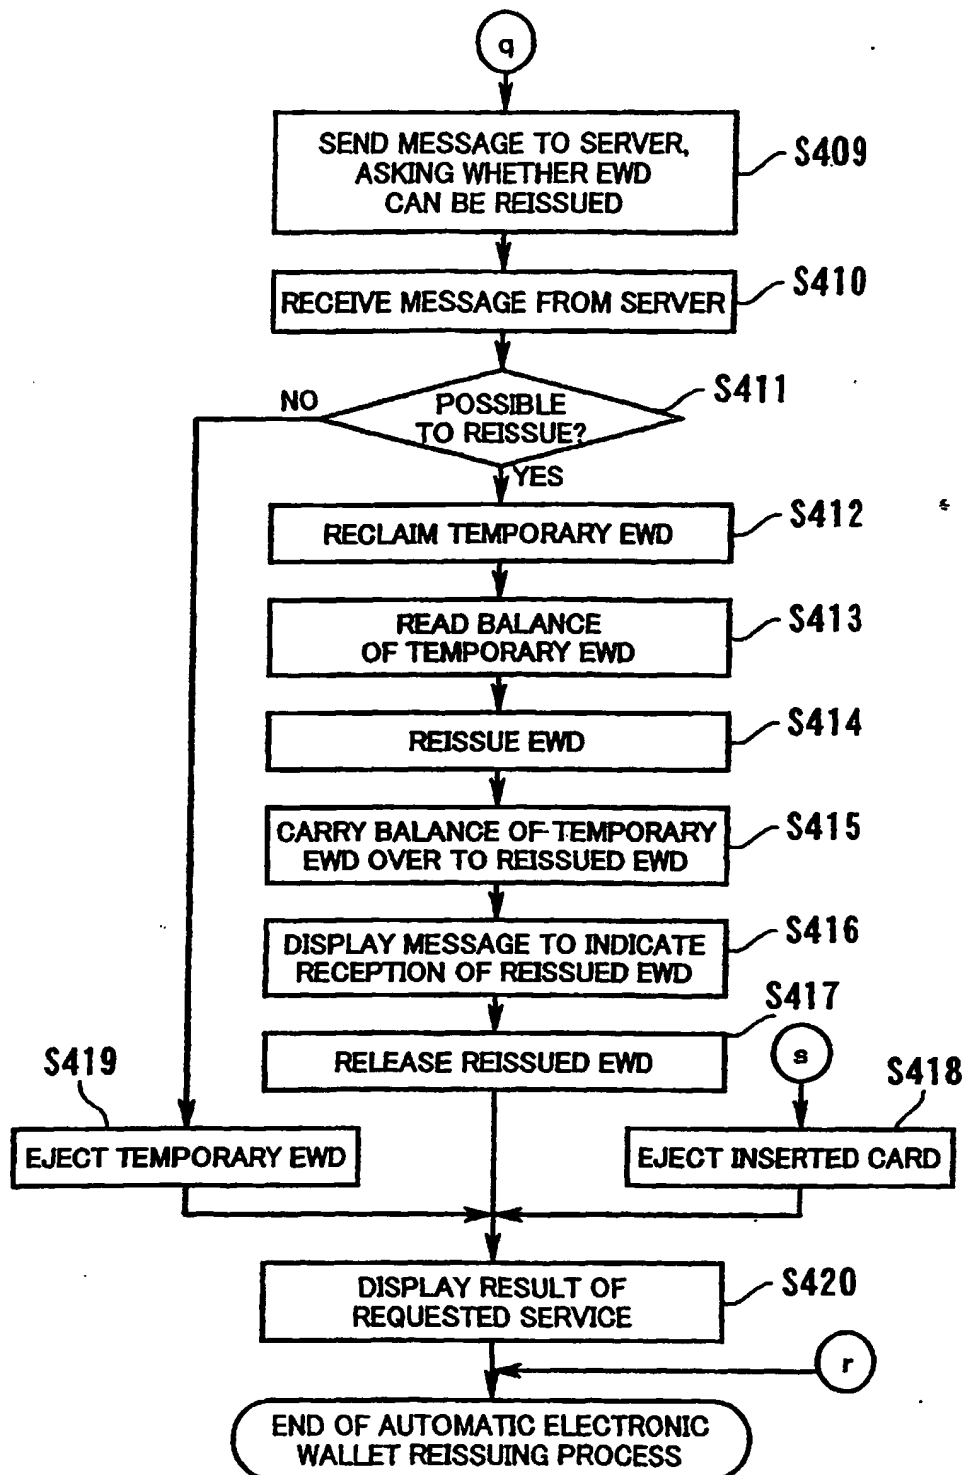 q
SEND MESSAGE TO SERVER,
ASKING WHETHER EWD
CAN BE REISSUED
S409
RECEIVE MESSAGE FROM SERVER
S410
POSSIBLE
TO REISSUE?
S411
NO
YES
RECLAIM TEMPORARY EWD
S412
READ BALANCE
OF TEMPORARY EWD
S413
REISSUE EWD
S414
CARRY BALANCE OF TEMPORARY
EWD OVER TO REISSUED EWD
S415
DISPLAY MESSAGE TO INDICATE
RECEPTION OF REISSUED EWD
S416
RELEASE REISSUED EWD
S417
s
S419
EJECT TEMPORARY EWD
S418
EJECT INSERTED CARD
DISPLAY RESULT OF
REQUESTED SERVICE
S420
r
END OF AUTOMATIC ELECTRONIC
WALLET REISSUING PROCESS